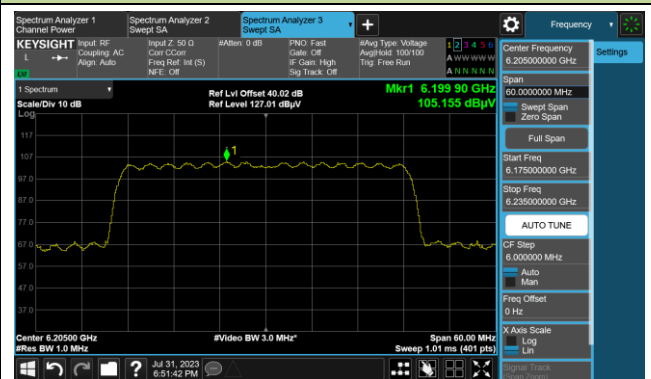 Spectrum Analyzer 1
Channel Power
Spectrum Analyzer 2
Swept SA
Spectrum Analyzer 3
Swept SA
Frequency
KEYSIGHT
L
LXI
Input: RF
Coupling: AC
Align: Auto
Input Z: 50 Ω
Corr CCorr
Freq Ref: Int (S)
NFE: Off
#Atten: 0 dB
PNO: Fast
Gate: Off
IF Gain: High
Sig Track: Off
#Avg Type: Voltage
Avg|Hold: 100/100
Trig: Free Run
1 2 3 4 5 6
A W W W W W
A N N N N N
1 Spectrum
Scale/Div 10 dB
Log
Ref Lvl Offset 40.02 dB
Ref Level 127.01 dBµV
Mkr1 6.199 90 GHz
105.155 dBµV
1
117
107
97.0
87.0
77.0
67.0
57.0
47.0
37.0
Center 6.20500 GHz
#Res BW 1.0 MHz
#Video BW 3.0 MHz*
Span 60.00 MHz
Sweep 1.01 ms (401 pts)
Center Frequency
6.205000000 GHz
Settings
Span
60.0000000 MHz
Swept Span
Zero Span
Full Span
Start Freq
6.175000000 GHz
Stop Freq
6.235000000 GHz
AUTO TUNE
CF Step
6.000000 MHz
Auto
Man
Freq Offset
0 Hz
X Axis Scale
Log
Lin
Signal Track
(Span Zoom)
?
Jul 31, 2023
6:51:42 PM